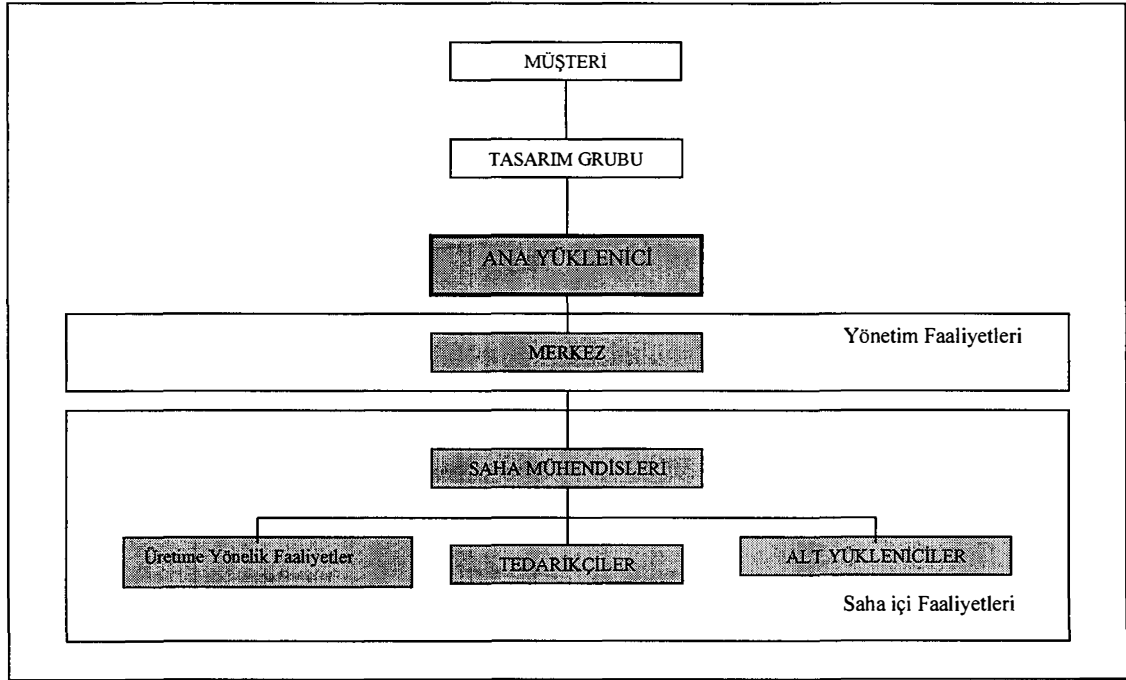 MÜŞTERİ
TASARIM GRUBU
ANA YÜKLENİCİ
Yönetim Faaliyetleri
MERKEZ
SAHA MÜHENDİSLERİ
Üretime Yönelik Faaliyetler
TEDARİKÇİLER
ALT YÜKLENİCİLER
Saha içi Faaliyetleri